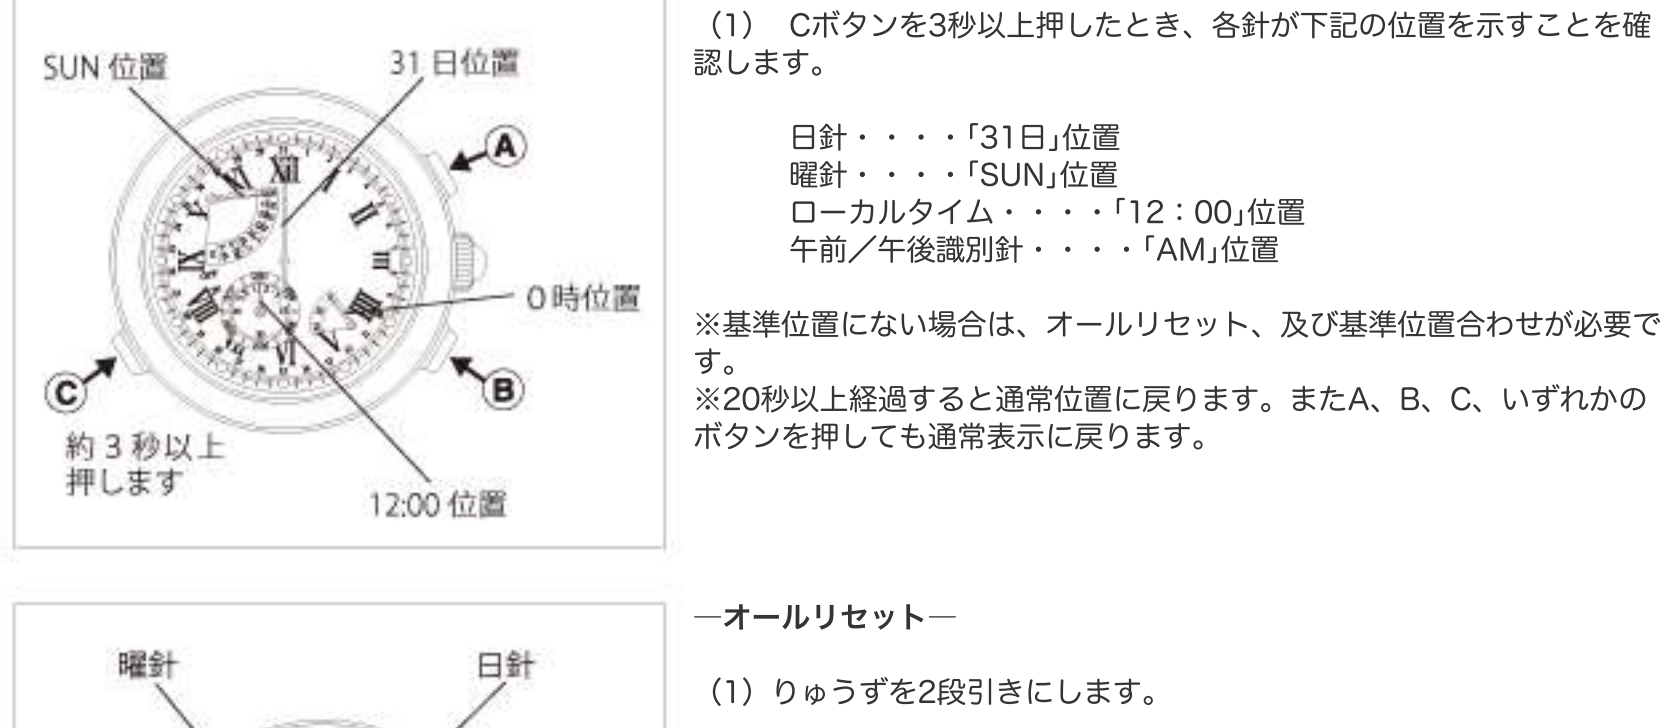 SUN 位置
31 日位置
A
0 時位置
C
B
約 3 秒以上
押します
12:00 位置
XII
I
II
III
（1）　Cボタンを3秒以上押したとき、各針が下記の位置を示すことを確
認します。
日針・・・・｢31日｣位置
曜針・・・・｢SUN｣位置
ローカルタイム・・・・｢12：00｣位置
午前／午後識別針・・・・｢AM｣位置
※基準位置にない場合は、オールリセット、及び基準位置合わせが必要で
す。
※20秒以上経過すると通常位置に戻ります。またA、B、C、いずれかの
ボタンを押しても通常表示に戻ります。
曜針
日針
―オールリセット―
（1）りゅうずを2段引きにします。